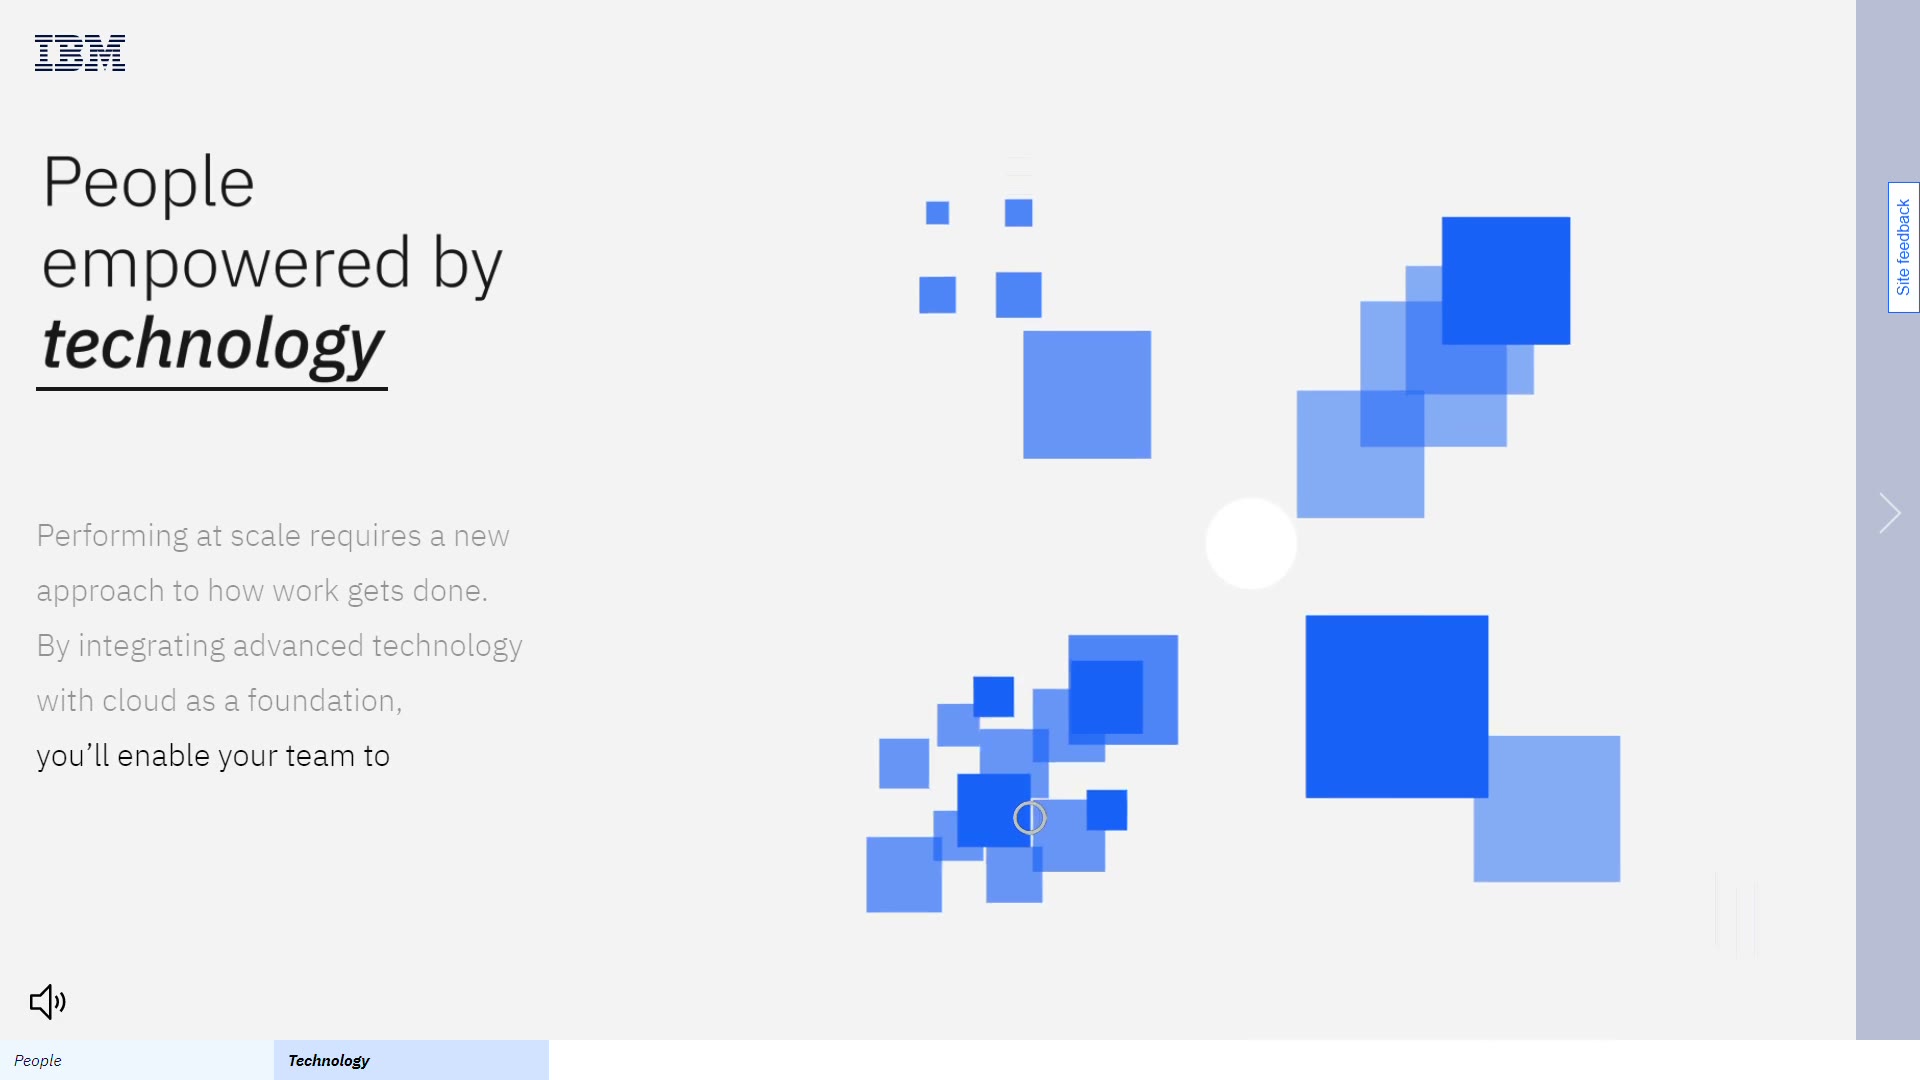 IBM
People
empowered by
technology
Performing at scale requires a new
approach to how work gets done.
By integrating advanced technology
with cloud as a foundation,
you’ll enable your team to
Site feedback
People
Technology